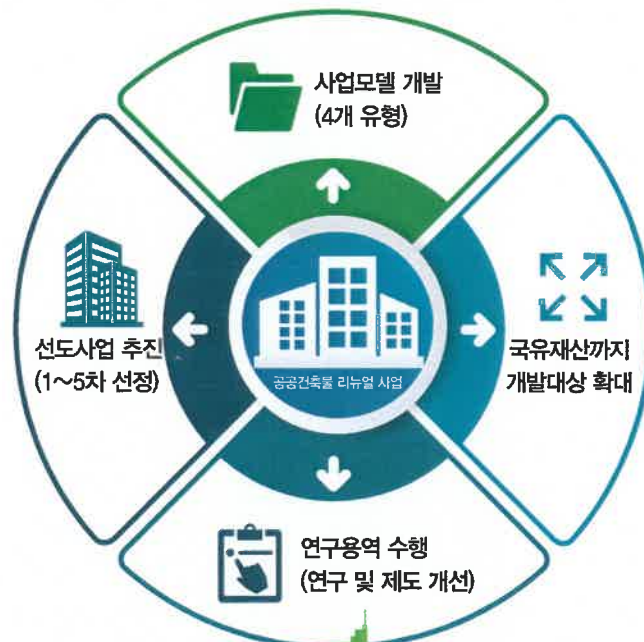 사업모델 개발
(4개 유형)
선도사업 추진
(1~5차 선정)
공공건축물 리뉴얼 사업
국유재산까지
개발대상 확대
연구용역 수행
(연구 및 제도 개선)